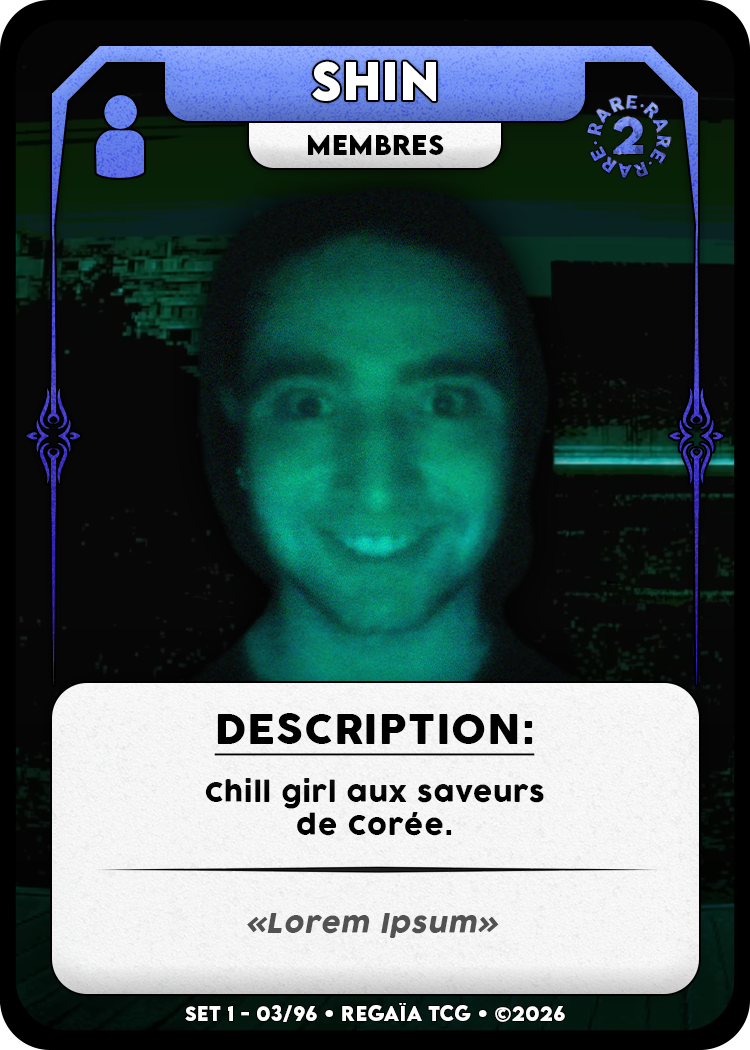 SHIN
MEMBRES
RARE·RARE·RARE·RARE·
2
DESCRIPTION:
Chill girl aux saveurs
de Corée.
«Lorem Ipsum»
SET 1 - 03/96 • REGAÏA TCG • ©2026